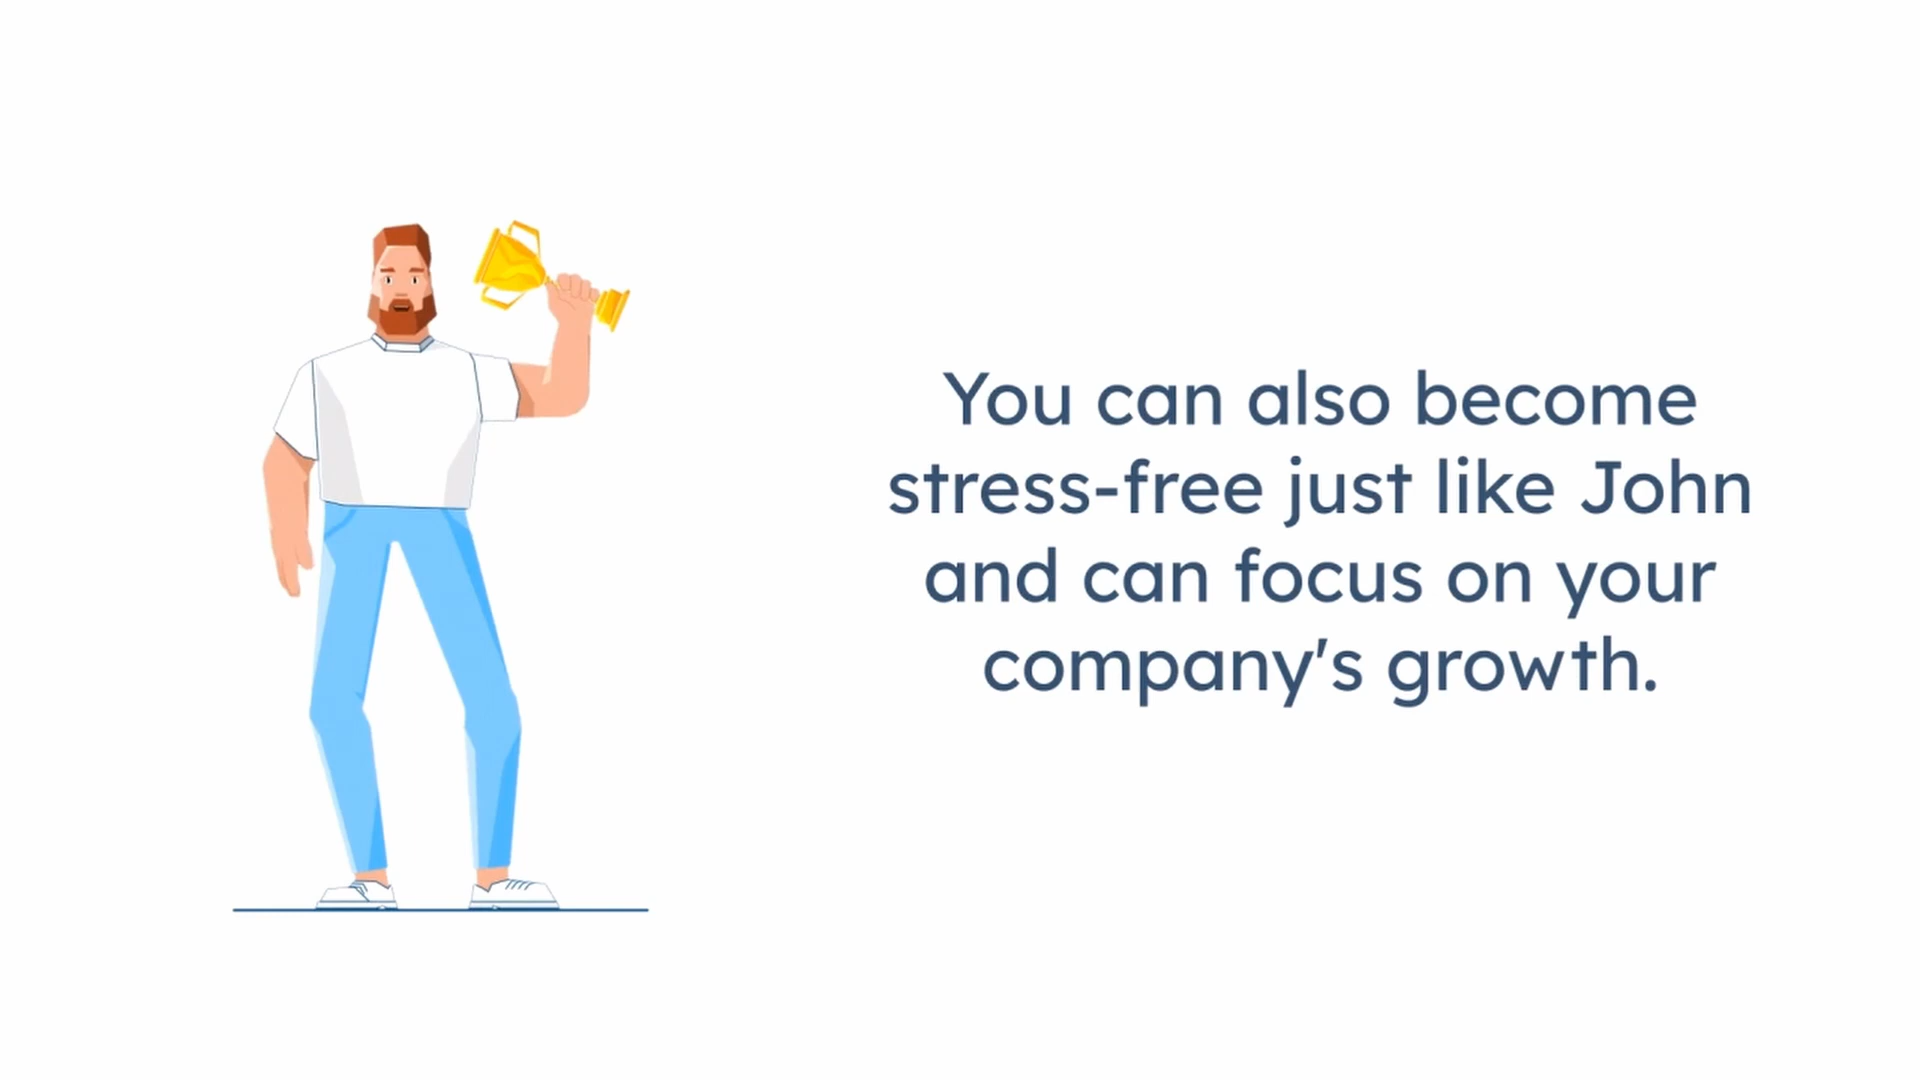 You can also become
stress-free just like John
and can focus on your
company's growth.